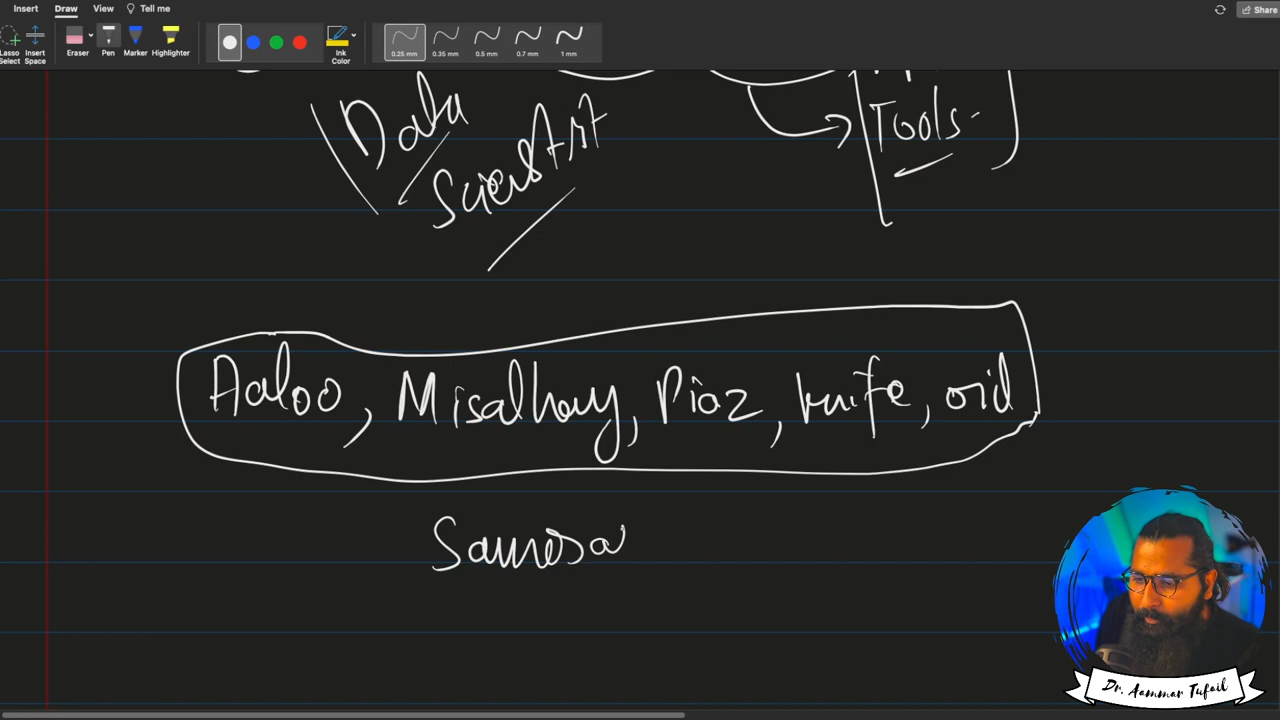 Insert Draw View Tell me
Share
Lasso Select
Insert Space
Eraser
Pen
Marker
Highlighter
Ink Color
0.25 mm
0.35 mm
0.5 mm
0.7 mm
1 mm
Data
Scientist
Tools
Aaloo, Misalhay, Piaz, knife, oil
Samosa
Dr. Aammar Tufail